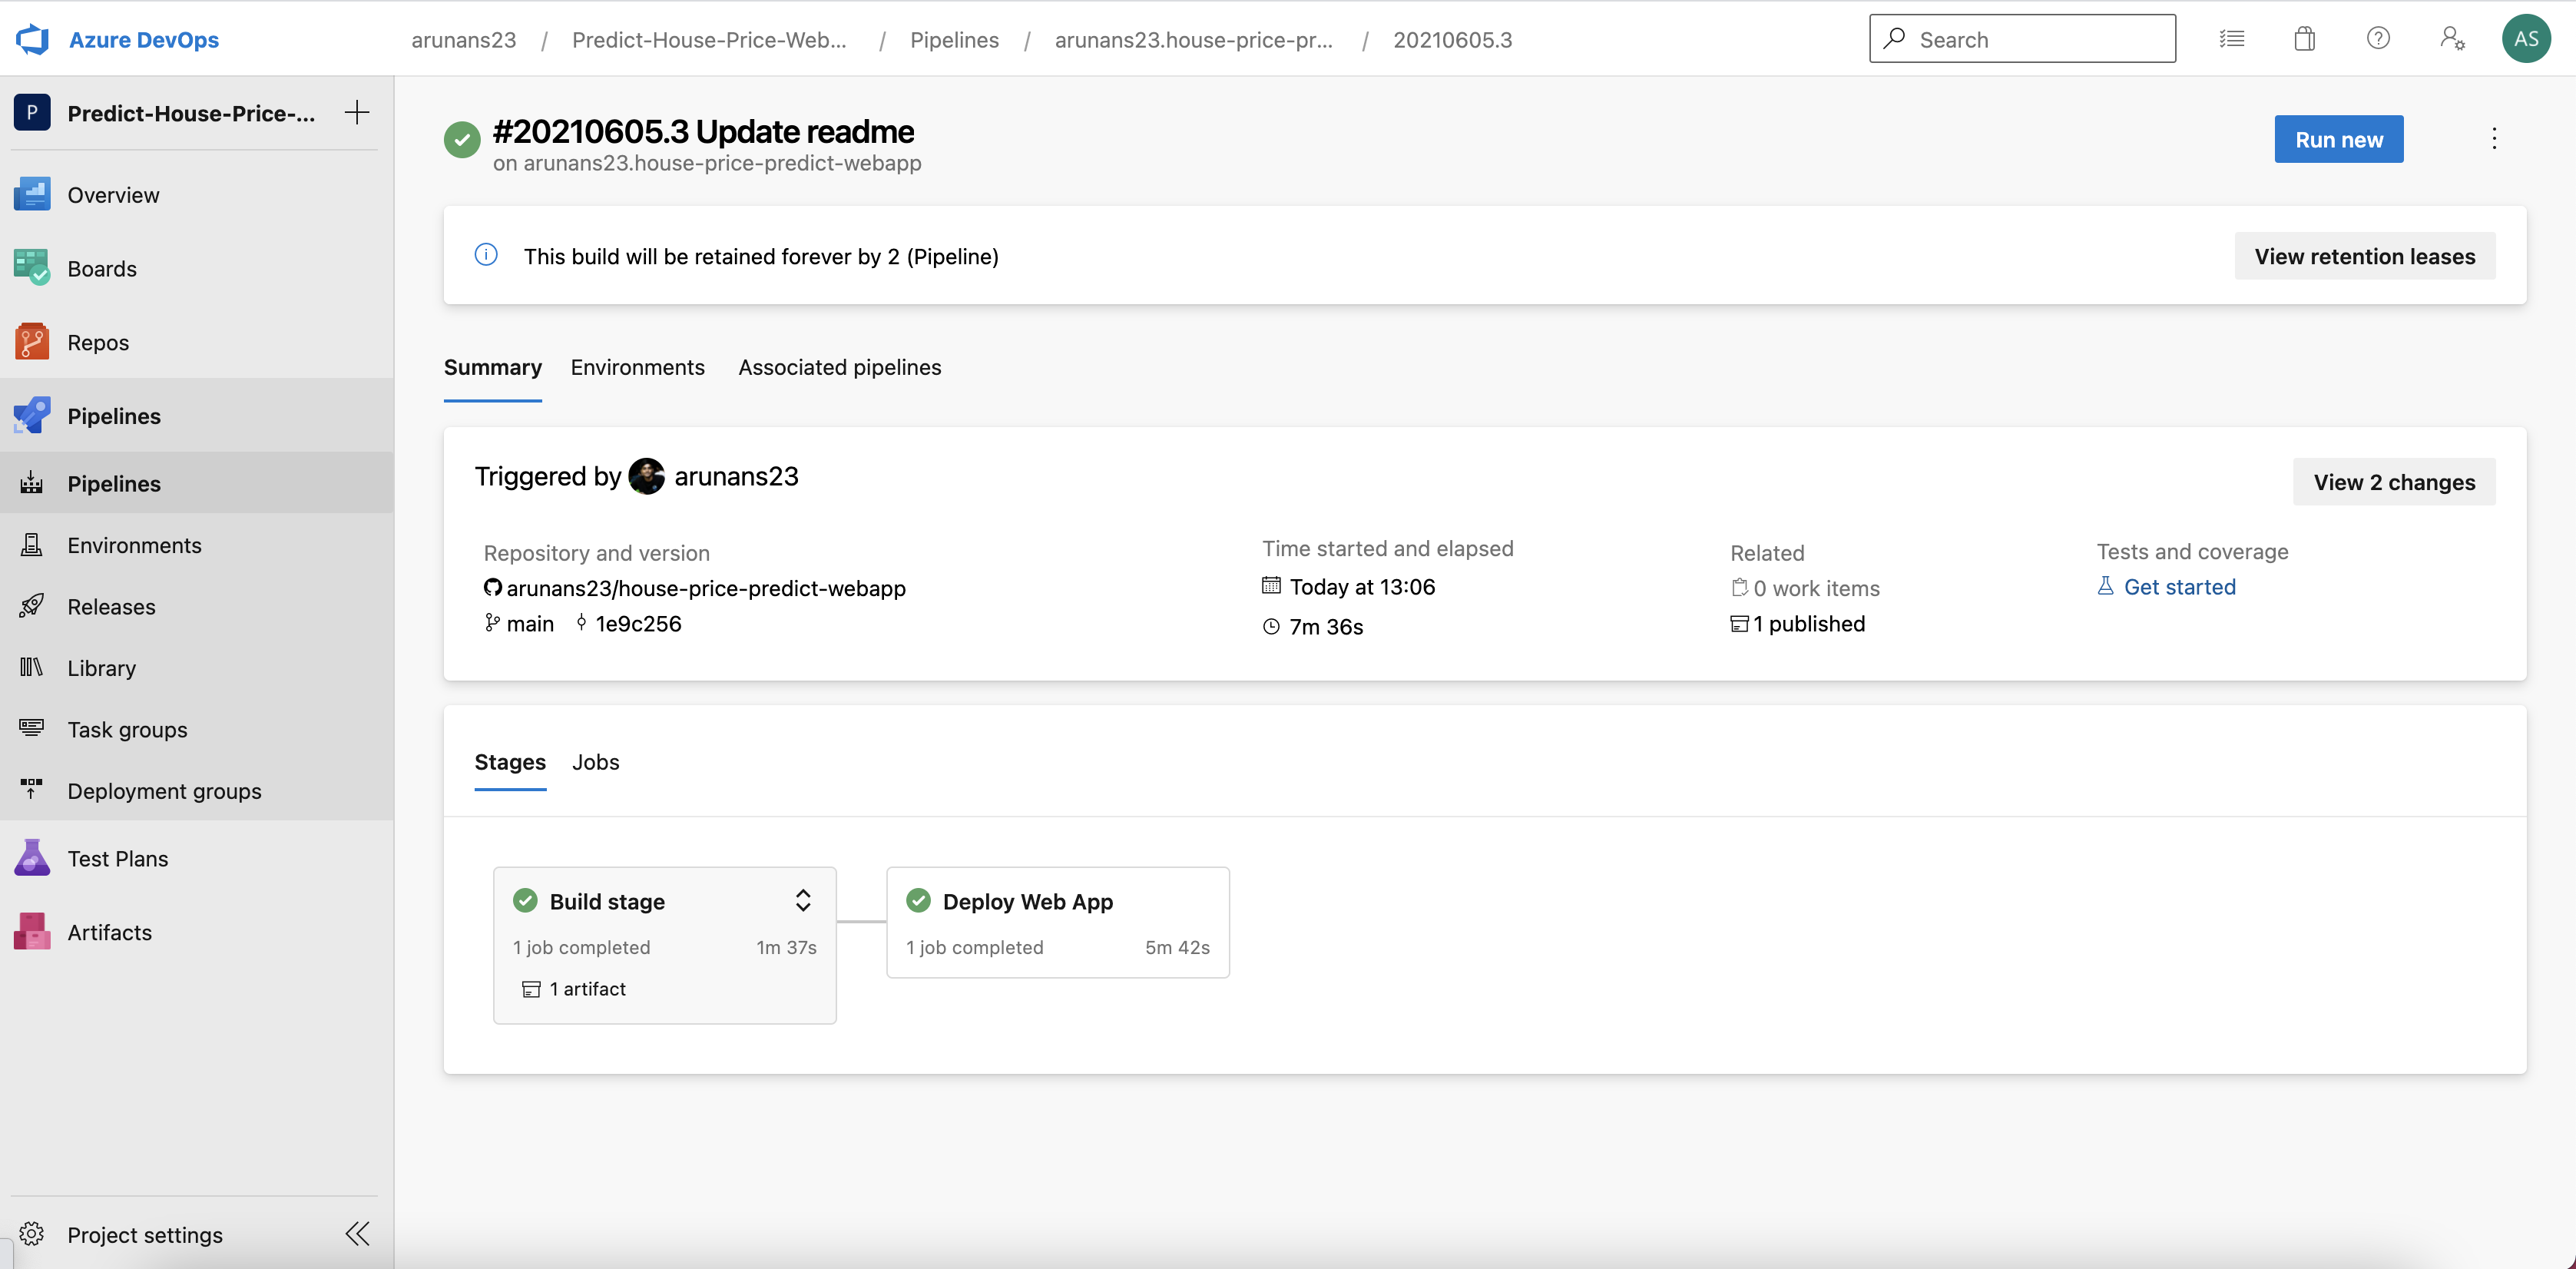 Azure DevOps
arunans23 / Predict-House-Price-Web... / Pipelines / arunans23.house-price-pr... / 20210605.3
Search
AS
P Predict-House-Price-...
Overview
Boards
Repos
Pipelines
Pipelines
Environments
Releases
Library
Task groups
Deployment groups
Test Plans
Artifacts
Project settings
#20210605.3 Update readme
on arunans23.house-price-predict-webapp
Run new
This build will be retained forever by 2 (Pipeline)
View retention leases
Summary Environments Associated pipelines
Triggered by arunans23
View 2 changes
Repository and version
arunans23/house-price-predict-webapp
main 1e9c256
Time started and elapsed
Today at 13:06
7m 36s
Related
0 work items
1 published
Tests and coverage
Get started
Stages Jobs
Build stage
1 job completed 1m 37s
1 artifact
Deploy Web App
1 job completed 5m 42s